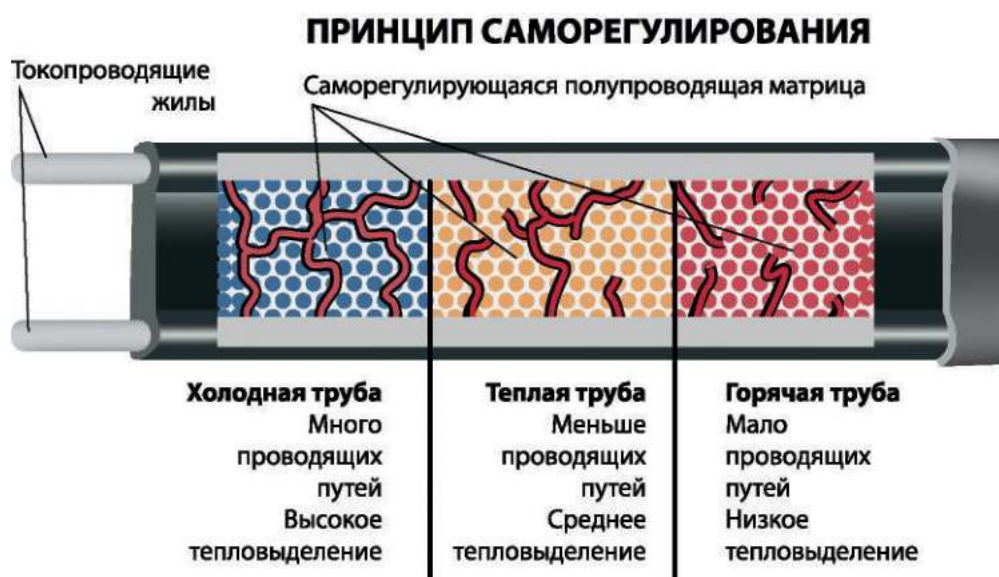 ПРИНЦИП САМОРЕГУЛИРОВАНИЯ
Токопроводящие
жилы
Саморегулирующаяся полупроводящая матрица
Холодная труба
Много
проводящих
путей
Высокое
тепловыделение
Теплая труба
Меньше
проводящих
путей
Среднее
тепловыделение
Горячая труба
Мало
проводящих
путей
Низкое
тепловыделение